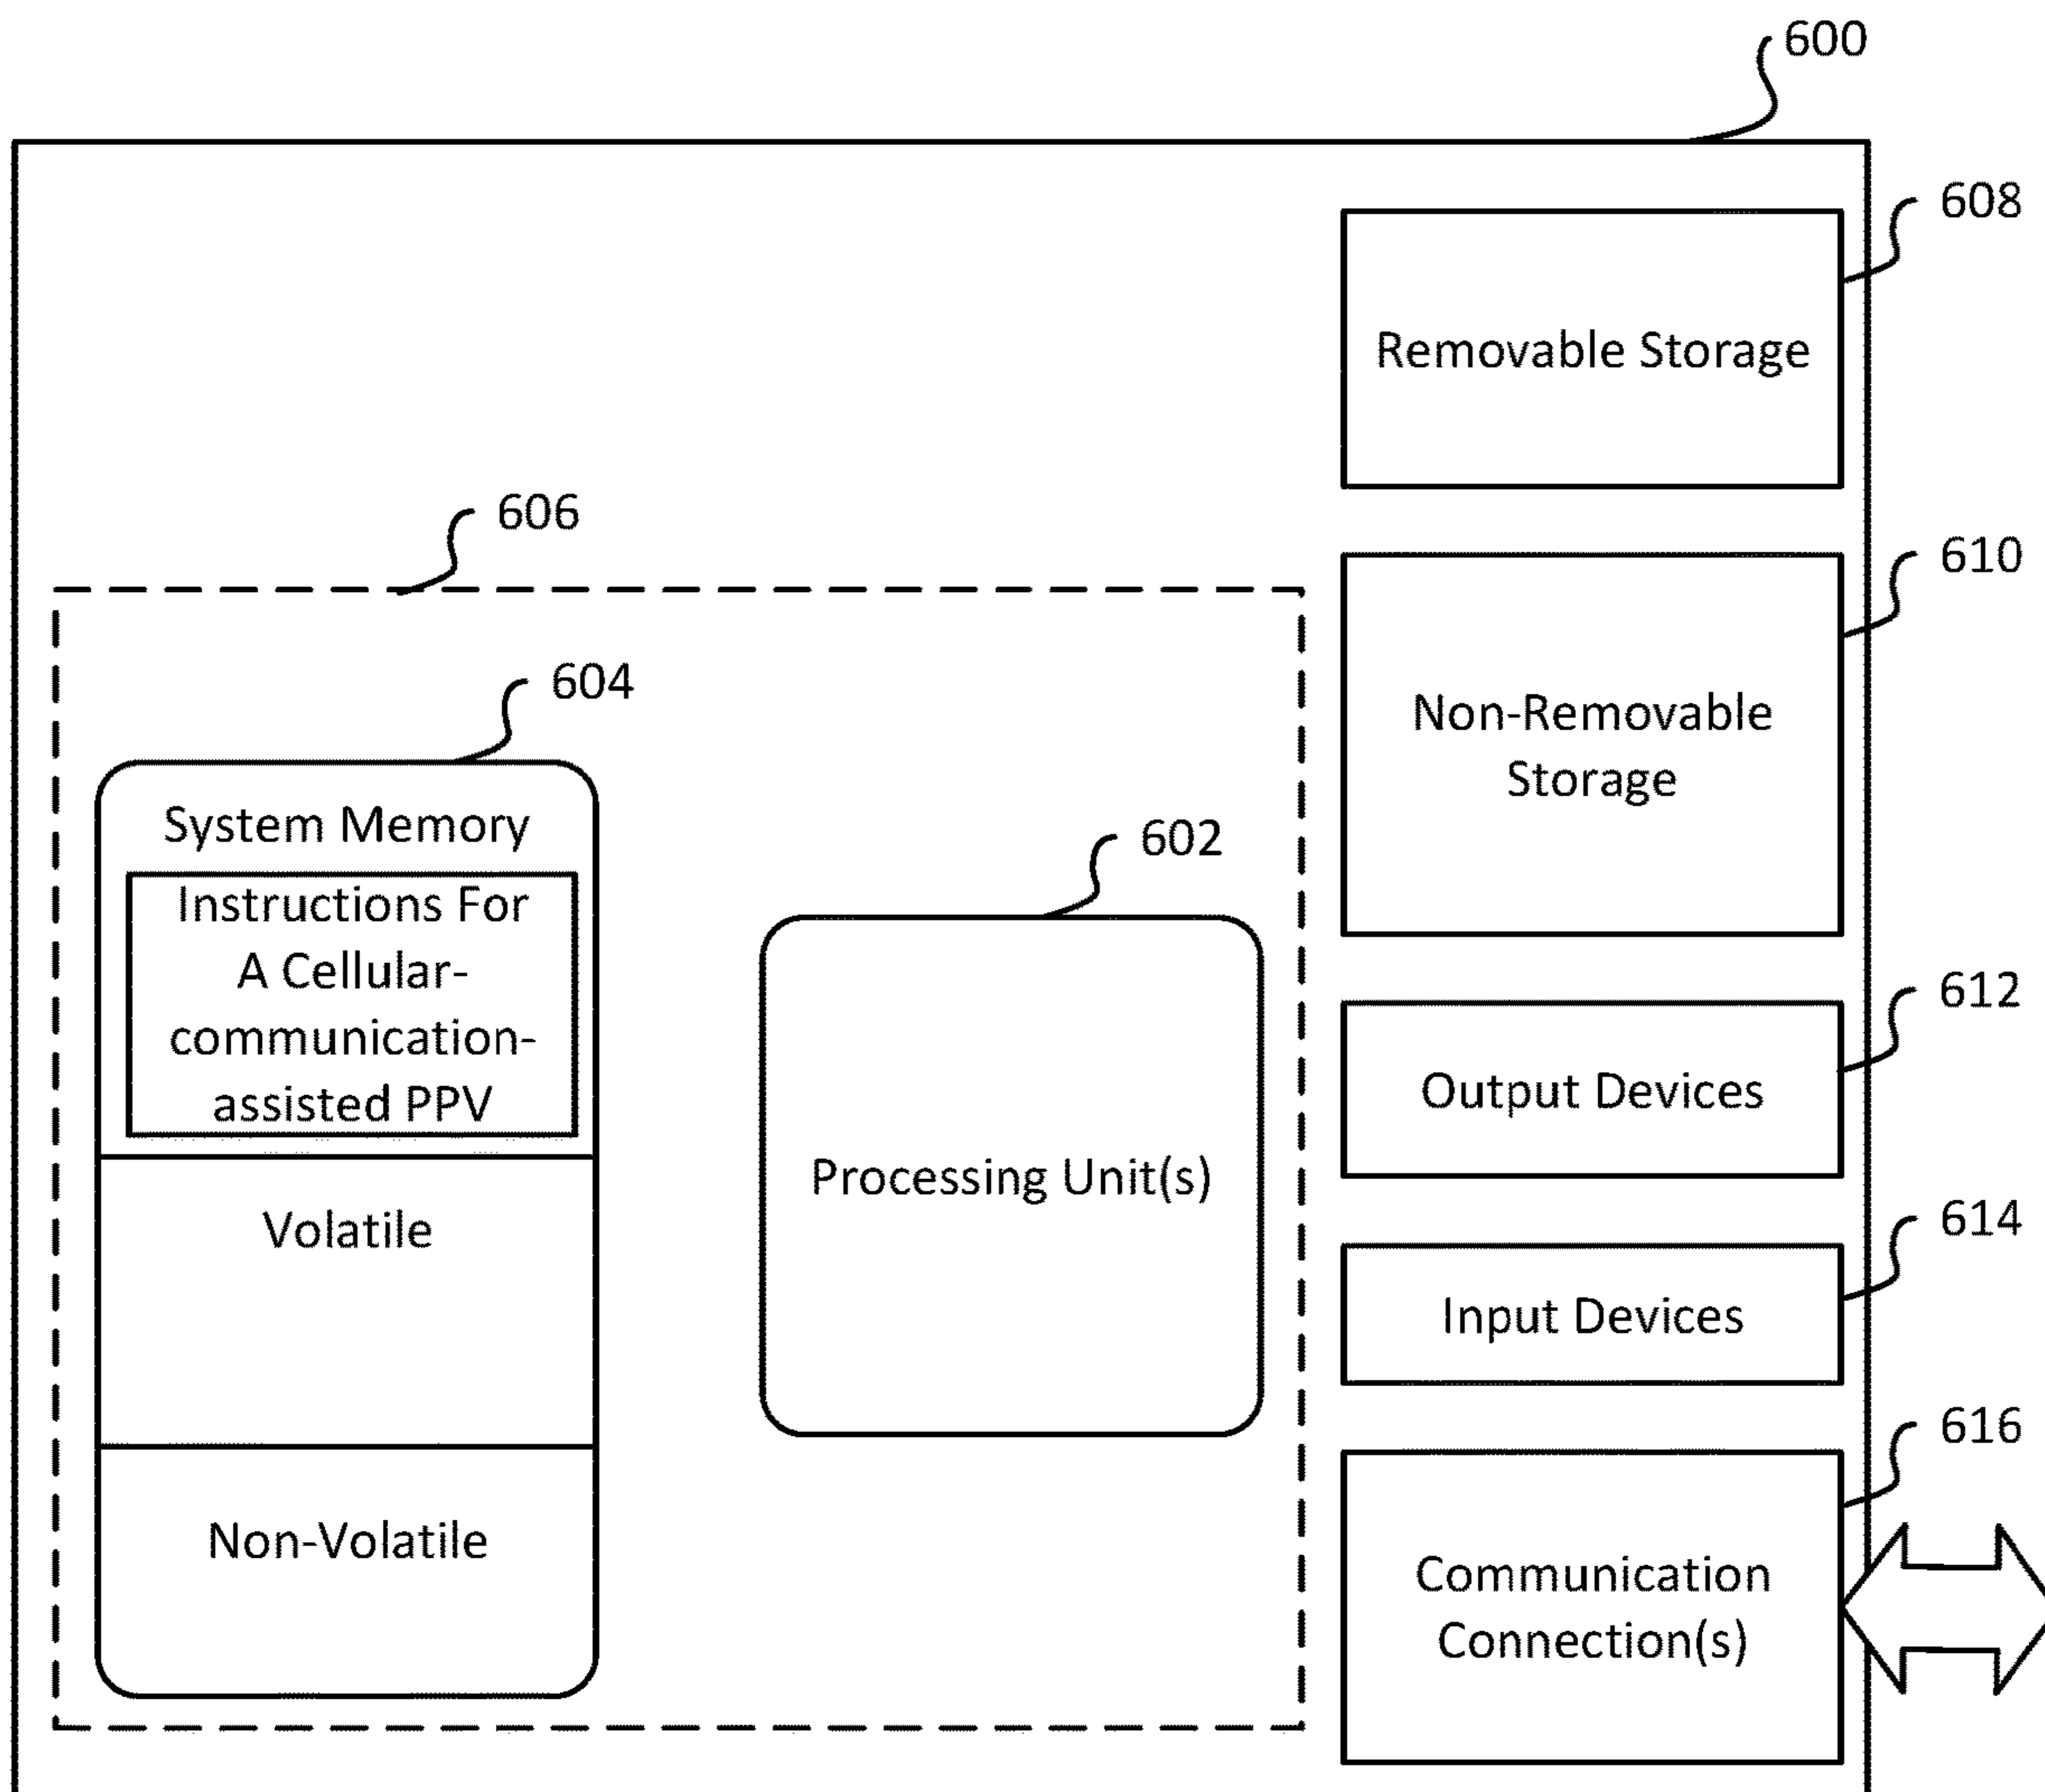 600
608
Removable Storage
606
610
604
Non-Removable
Storage
System Memory
602
Instructions For
A Cellular-
communication-
assisted PPV
612
Output Devices
Processing Unit(s)
Volatile
614
Input Devices
616
Non-Volatile
Communication
Connection(s)